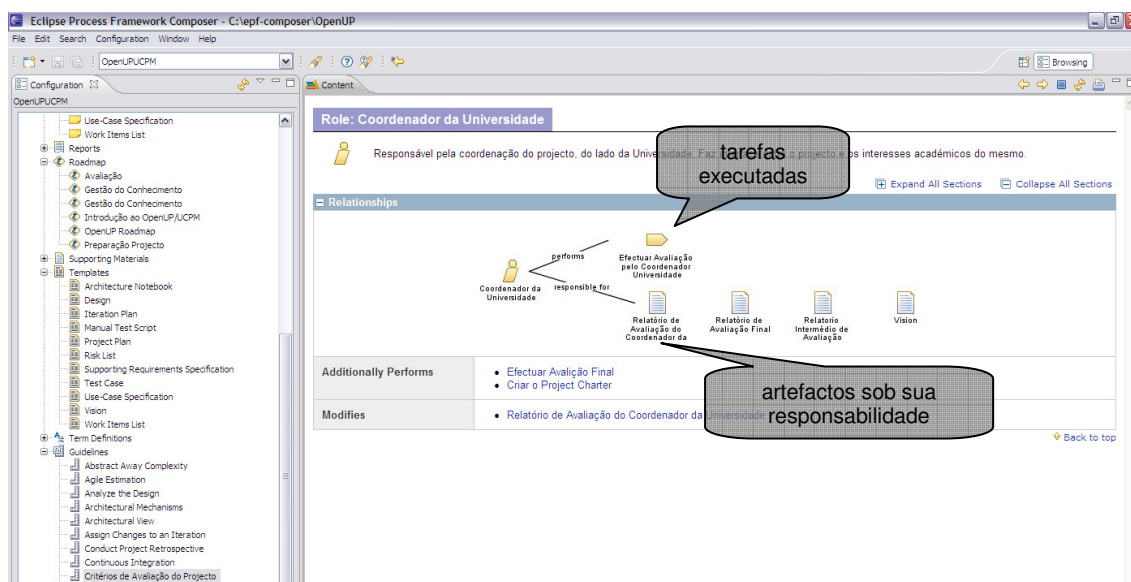 Eclipse Process Framework Composer - C:\epf-composer\OpenUP
File Edit Search Configuration Window Help
OpenUPUCPM
Browsing
Configuration
Content
OpenUPUCPM
Use-Case Specification
Work Items List
Reports
Roadmap
Avaliação
Gestão do Conhecimento
Gestão do Conhecimento
Introdução ao OpenUP/UCPM
OpenUP Roadmap
Preparação Projecto
Supporting Materials
Templates
Architecture Notebook
Design
Iteration Plan
Manual Test Script
Project Plan
Risk List
Supporting Requirements Specification
Test Case
Use-Case Specification
Vision
Work Items List
Term Definitions
Guidelines
Abstract Away Complexity
Agile Estimation
Analyze the Design
Architectural Mechanisms
Architectural View
Assign Changes to an Iteration
Conduct Project Retrospective
Continuous Integration
Critérios de Avaliação do Projecto
Role: Coordenador da Universidade
Responsável pela coordenação do projecto, do lado da Universidade. Faz o projecto e os interesses académicos do mesmo.
tarefas
executadas
Expand All Sections Collapse All Sections
Relationships
performs
responsible for
Coordenador da
Universidade
Efectuar Avaliação
pelo Coordenador
Universidade
Relatório de
Avaliação do
Coordenador da
Relatório de
Avaliação Final
Relatorio
Intermédio de
Avaliação
Vision
Additionally Performs
Efectuar Avalição Final
Criar o Project Charter
Modifies
Relatório de Avaliação do Coordenador da Universidade
artefactos sob sua
responsabilidade
Back to top